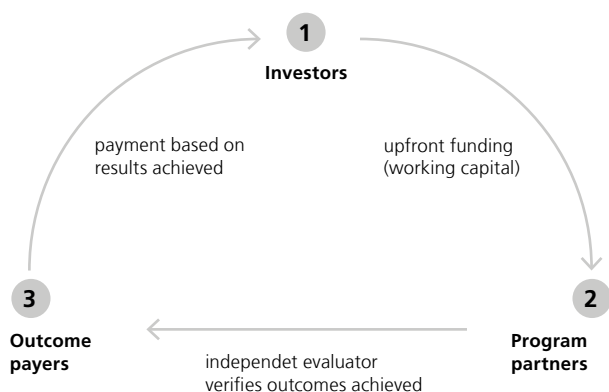 1
Investors
payment based on
results achieved
upfront funding
(working capital)
3
2
Outcome
payers
Program
partners
independet evaluator
verifies outcomes achieved